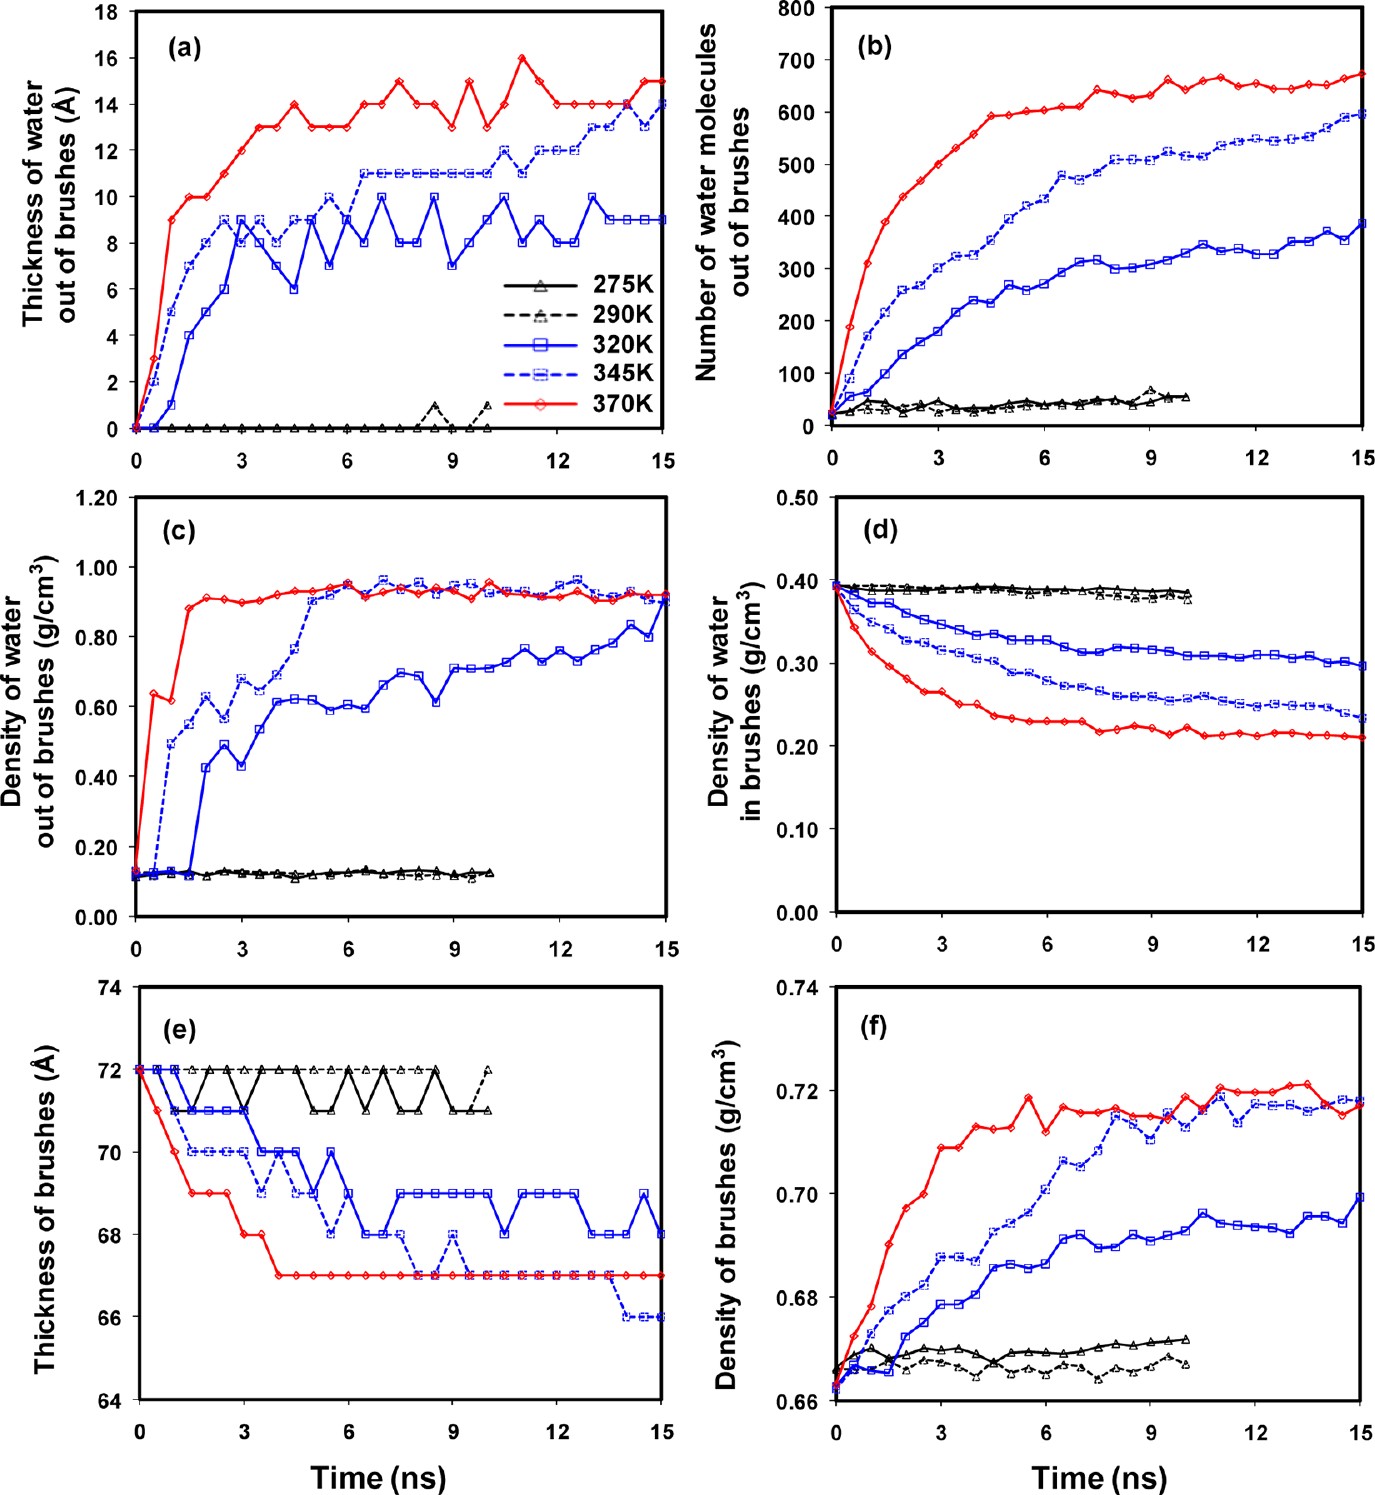 (a)
Thickness of water
out of brushes (Å)
18
16
14
12
10
8
6
4
2
0
0 3 6 9 12 15
275K
290K
320K
345K
370K
(b)
Number of water molecules
out of brushes
800
700
600
500
400
300
200
100
0
0 3 6 9 12 15
(c)
Density of water
out of brushes (g/cm³)
1.20
1.00
0.80
0.60
0.40
0.20
0.00
0 3 6 9 12 15
(d)
Density of water
in brushes (g/cm³)
0.50
0.40
0.30
0.20
0.10
0.00
0 3 6 9 12 15
(e)
Thickness of brushes (Å)
74
72
70
68
66
64
0 3 6 9 12 15
Time (ns)
(f)
Density of brushes (g/cm³)
0.74
0.72
0.70
0.68
0.66
0 3 6 9 12 15
Time (ns)